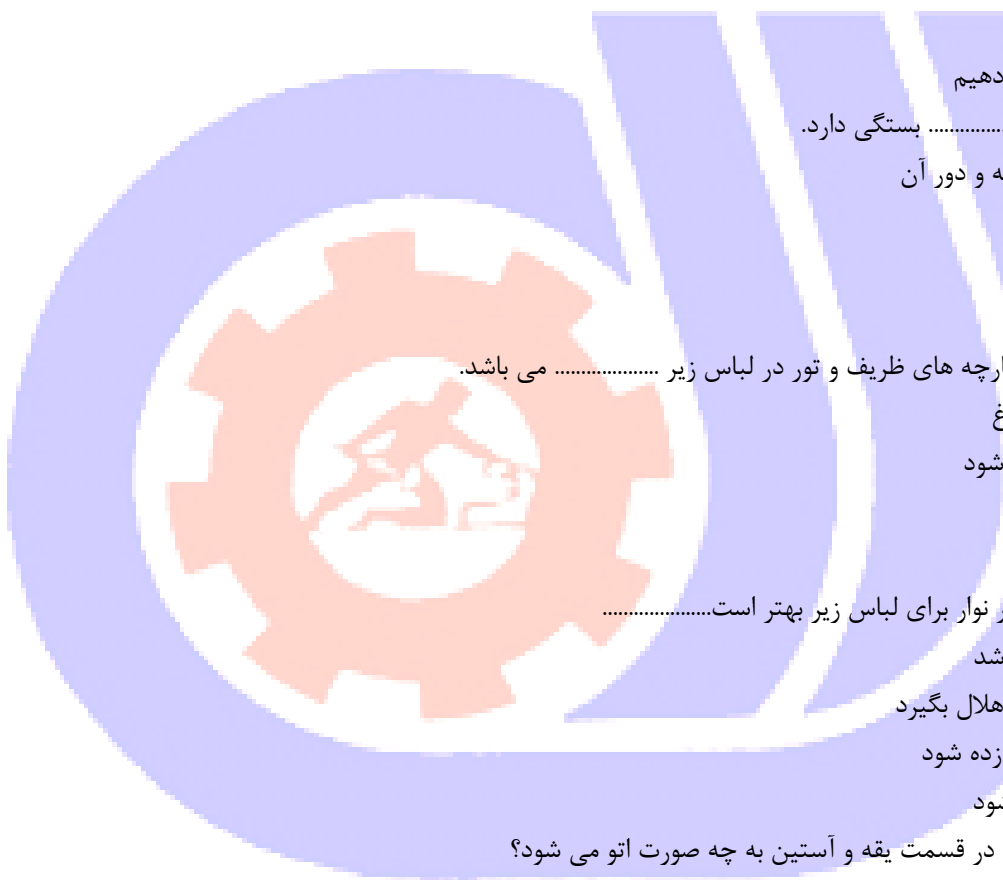 دهیم
.................. بستگی دارد.
ه و دور آن
ارچه های ظریف و تور در لباس زیر .................... می باشد.
غ
شود
ر نوار برای لباس زیر بهتر است.....................
شد
هلال بگیرد
زده شود
شود
در قسمت یقه و آستین به چه صورت اتو می شود؟